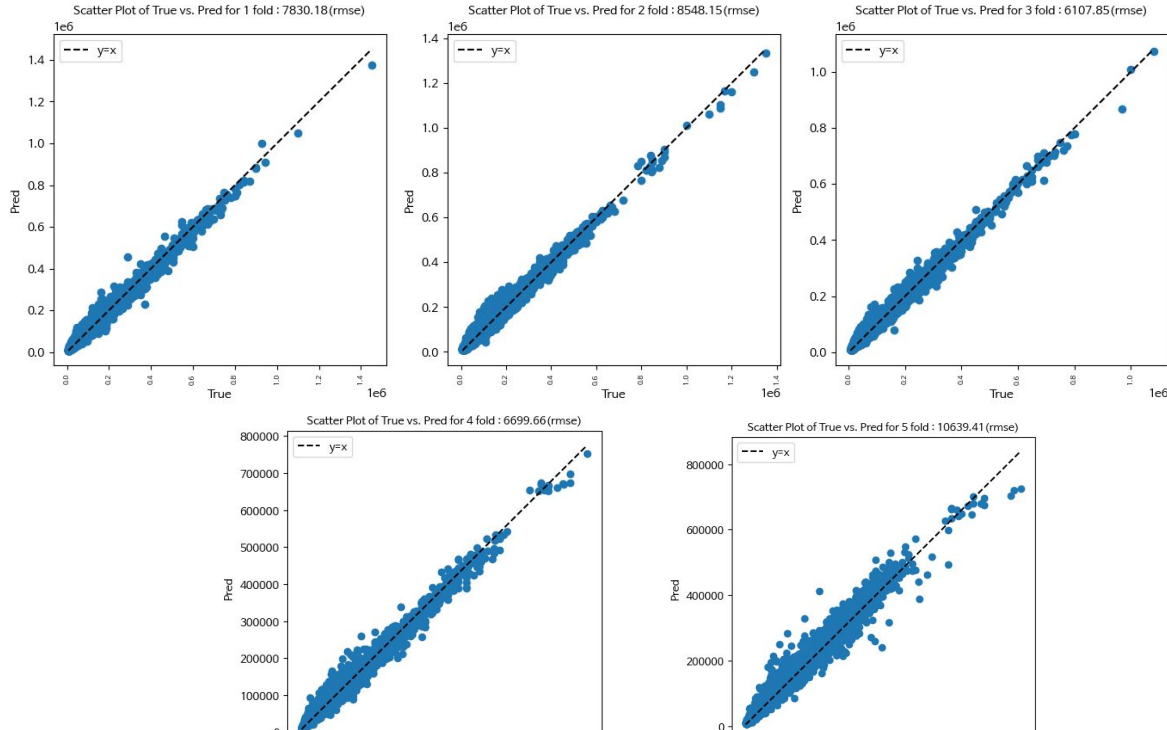 Scatter Plot of True vs. Pred for 1 fold : 7830.18(rmse)
1e6
y=x
1.4
1.2
1.0
0.8
0.6
0.4
0.2
0.0
Pred
0.0 0.2 0.4 0.6 0.8 1.0 1.2 1.4
True
1e6
Scatter Plot of True vs. Pred for 2 fold : 8548.15(rmse)
1e6
1.4
y=x
1.2
1.0
0.8
0.6
0.4
0.2
0.0
Pred
0.0 0.2 0.4 0.6 0.8 1.0 1.2 1.4
True
1e6
Scatter Plot of True vs. Pred for 3 fold : 6107.85(rmse)
1e6
y=x
1.0
0.8
0.6
0.4
0.2
0.0
Pred
0.0 0.2 0.4 0.6 0.8 1.0
True
1e6
Scatter Plot of True vs. Pred for 4 fold : 6699.66(rmse)
800000
y=x
700000
600000
500000
400000
300000
200000
100000
0
Pred
Scatter Plot of True vs. Pred for 5 fold : 10639.41(rmse)
y=x
800000
600000
400000
200000
0
Pred